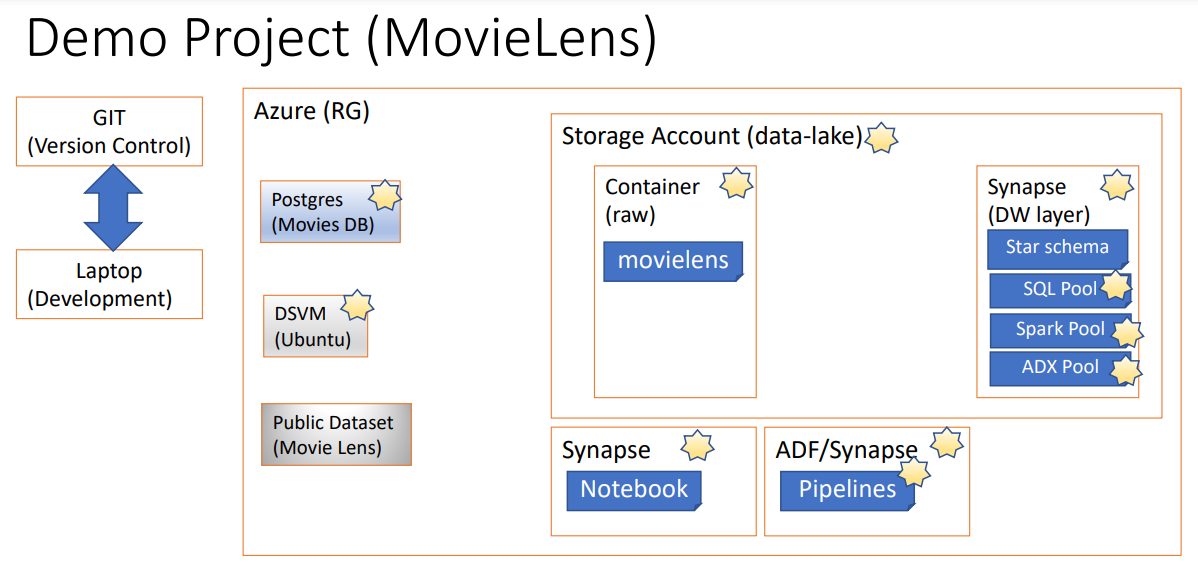 Demo Project (MovieLens)
GIT
(Version Control)
Laptop
(Development)
Azure (RG)
Postgres
(Movies DB)
DSVM
(Ubuntu)
Public Dataset
(Movie Lens)
Storage Account (data-lake)
Container
(raw)
movielens
Synapse
(DW layer)
Star schema
SQL Pool
Spark Pool
ADX Pool
Synapse
Notebook
ADF/Synapse
Pipelines